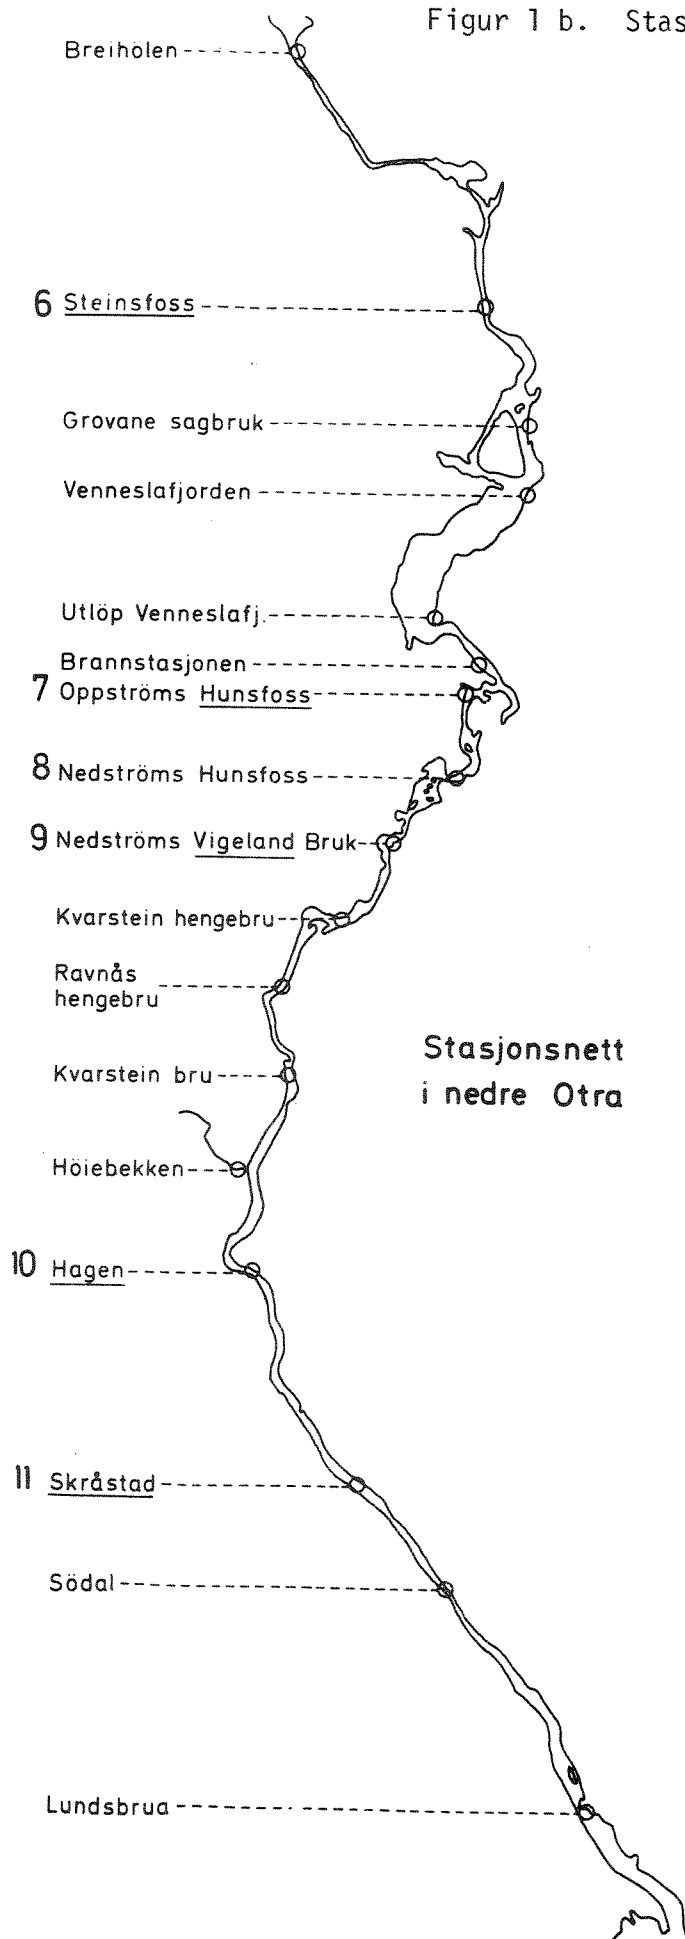 Figur 1 b. Stas
Breihölen
6 Steinsfoss
Grovane sagbruk
Venneslafjorden
Utlöp Venneslafj.
Brannstasjonen
7 Oppströms Hunsfoss
8 Nedströms Hunsfoss
9 Nedströms Vigeland Bruk
Kvarstein hengebru
Ravnås
hengebru
Stasjonsnett
i nedre Otra
Kvarstein bru
Höiebekken
10 Hagen
11 Skråstad
Södal
Lundsbrua